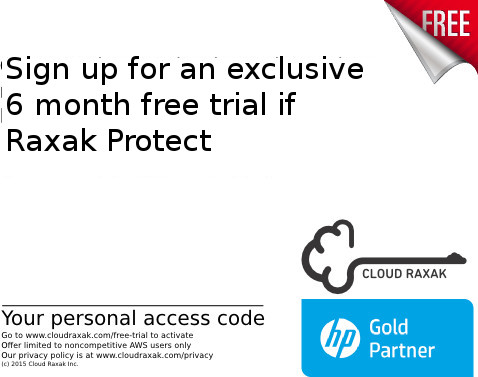 FREE
Sign up for an exclusive
6 month free trial if
Raxak Protect
CLOUD RAXAK
hp Gold
Partner
Your personal access code
Go to www.cloudraxak.com/free-trial to activate
Offer limited to noncompetitive AWS users only
Our privacy policy is at www.cloudraxak.com/privacy
(c) 2015 Cloud Raxak Inc.